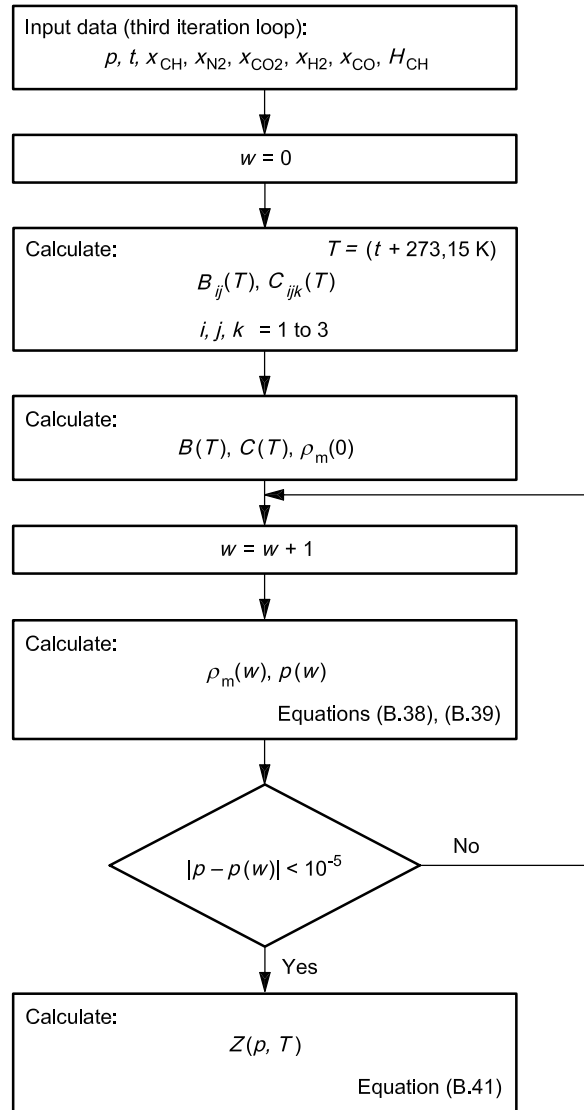 Input data (third iteration loop):
p, t, xCH, xN2, xCO2, xH2, xCO, HCH
w = 0
Calculate: T = (t + 273,15 K)
Bij(T), Cijk(T)
i, j, k = 1 to 3
Calculate:
B(T), C(T), ρm(0)
w = w + 1
Calculate:
ρm(w), p(w)
Equations (B.38), (B.39)
|p – p(w)| < 10⁻⁵
No
Yes
Calculate:
Z(p, T)
Equation (B.41)